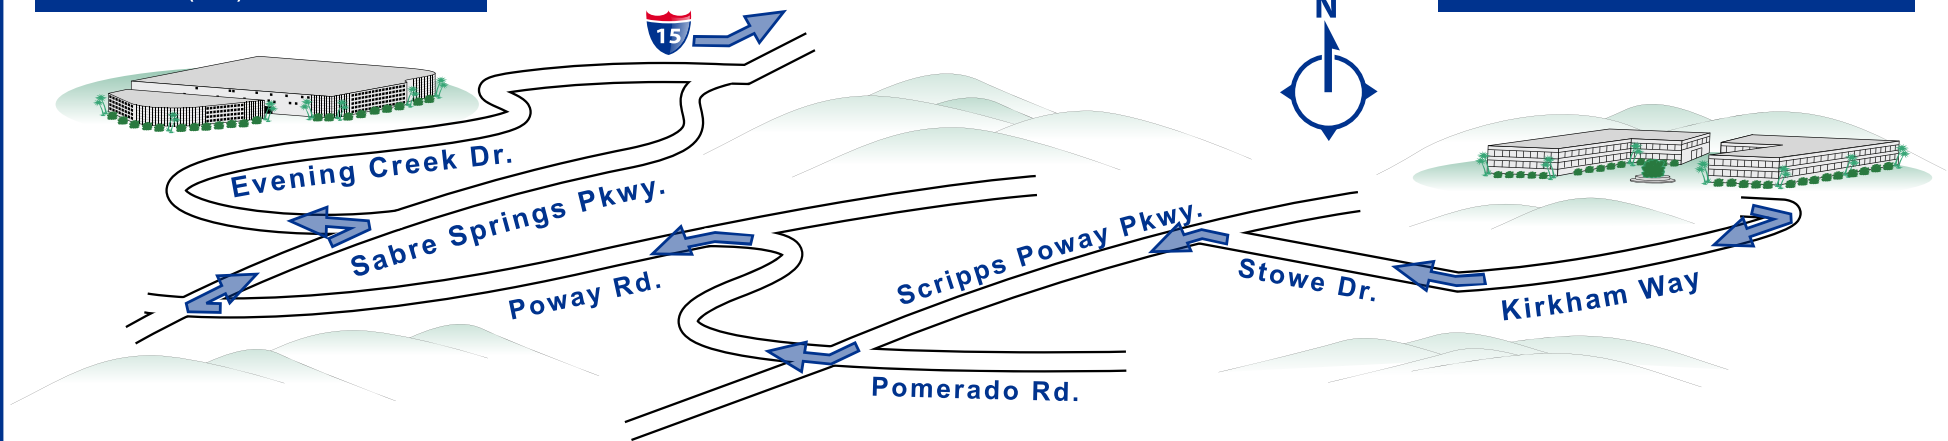 N
15
Evening Creek Dr.
Sabre Springs Pkwy.
Poway Rd.
Scripps Poway Pkwy.
Stowe Dr.
Kirkham Way
Pomerado Rd.